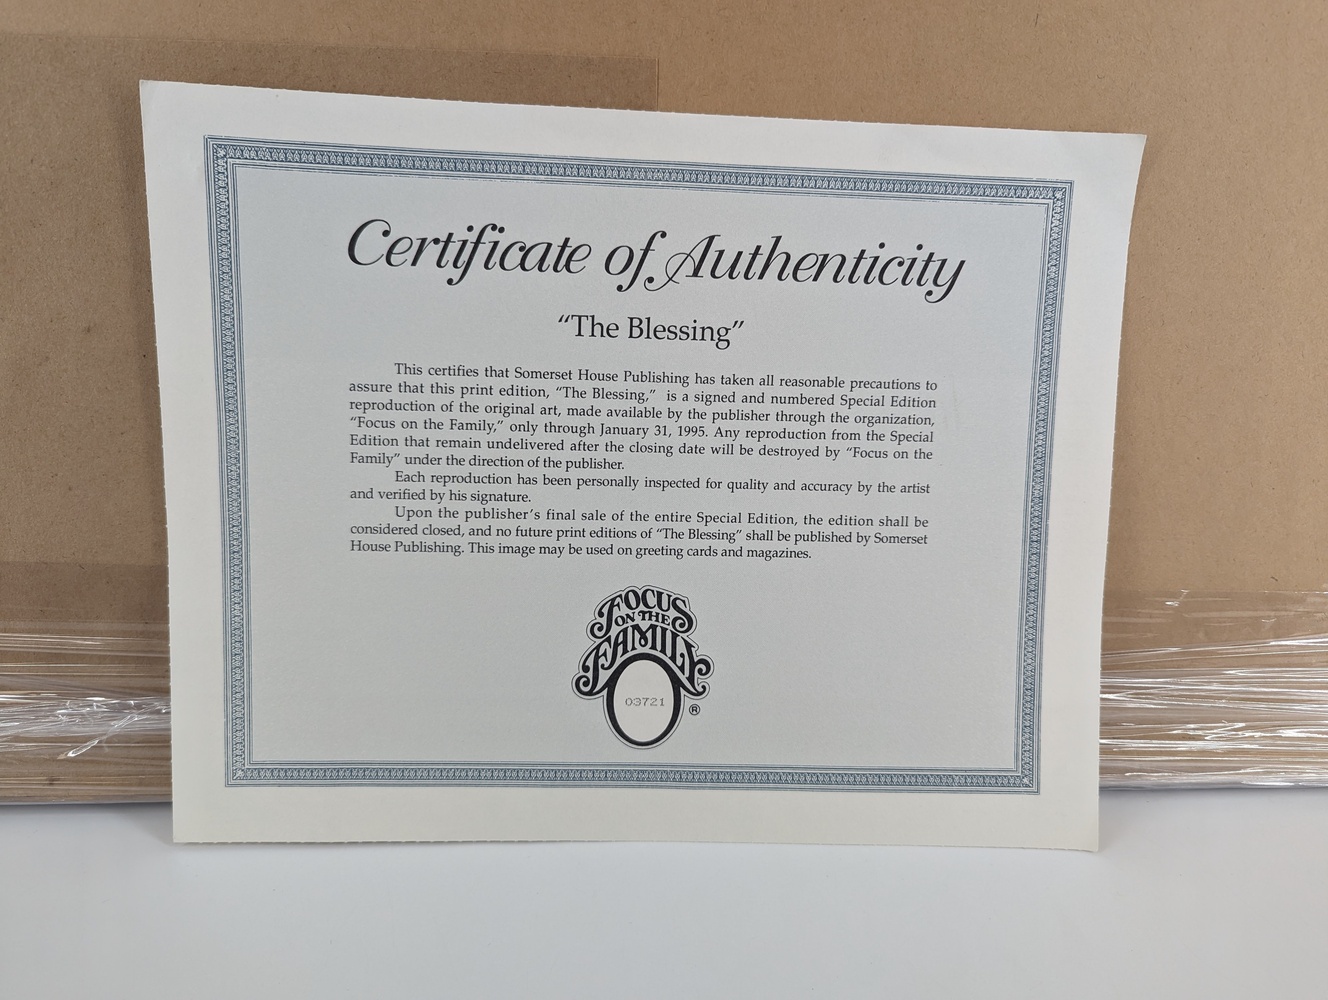 Certificate of Authenticity
“The Blessing”
This certifies that Somerset House Publishing has taken all reasonable precautions to
assure that this print edition, “The Blessing,” is a signed and numbered Special Edition
reproduction of the original art, made available by the publisher through the organization,
“Focus on the Family,” only through January 31, 1995. Any reproduction from the Special
Edition that remain undelivered after the closing date will be destroyed by “Focus on the
Family” under the direction of the publisher.
Each reproduction has been personally inspected for quality and accuracy by the artist
and verified by his signature.
Upon the publisher’s final sale of the entire Special Edition, the edition shall be
considered closed, and no future print editions of “The Blessing” shall be published by Somerset
House Publishing. This image may be used on greeting cards and magazines.
FOCUS
ON THE
FAMILY
03721
®